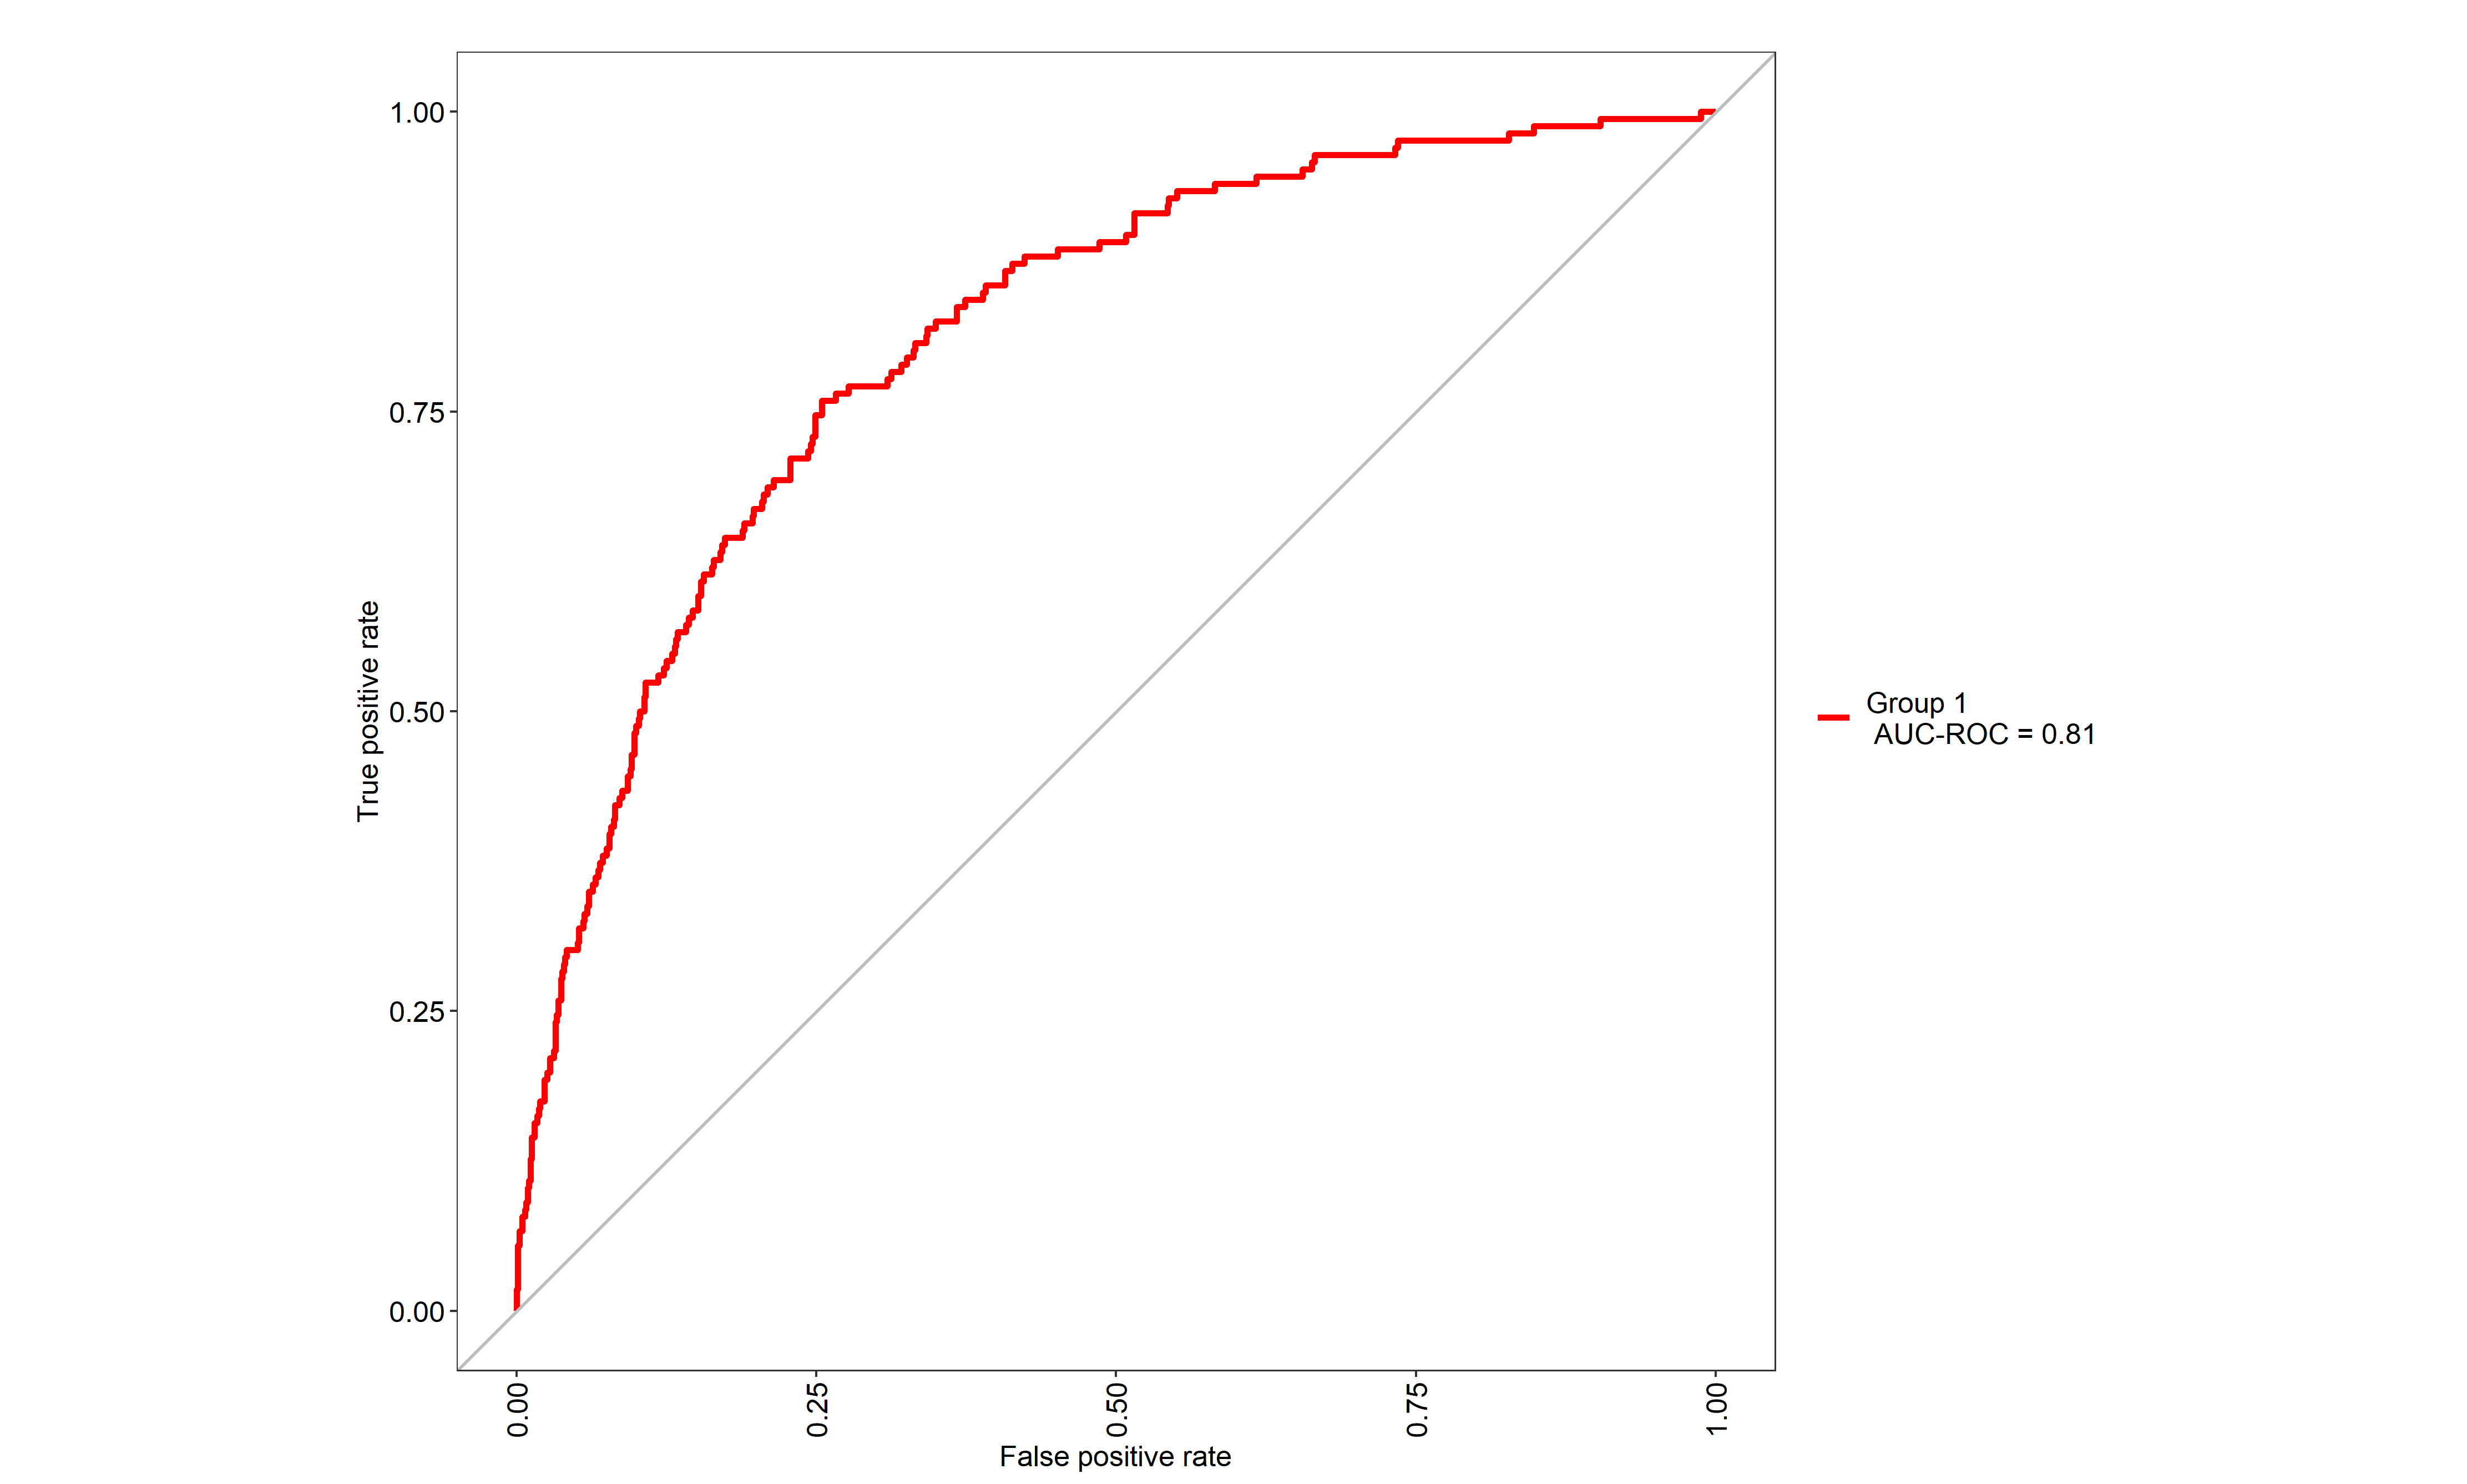 1.00
0.75
0.50
0.25
0.00
True positive rate
0.00
0.25
0.50
0.75
1.00
False positive rate
Group 1
AUC-ROC = 0.81